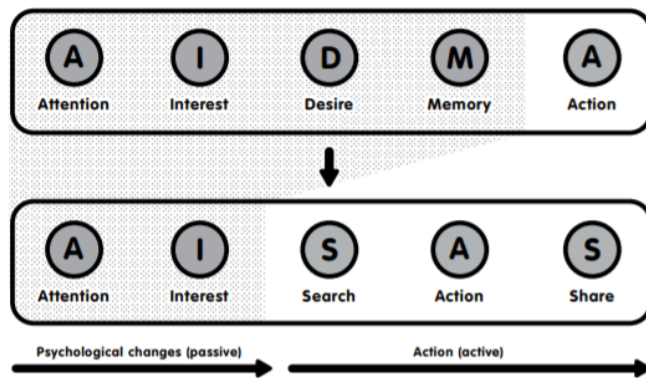 A I D M A
Attention Interest Desire Memory Action
A I S A S
Attention Interest Search Action Share
Psychological changes (passive) Action (active)